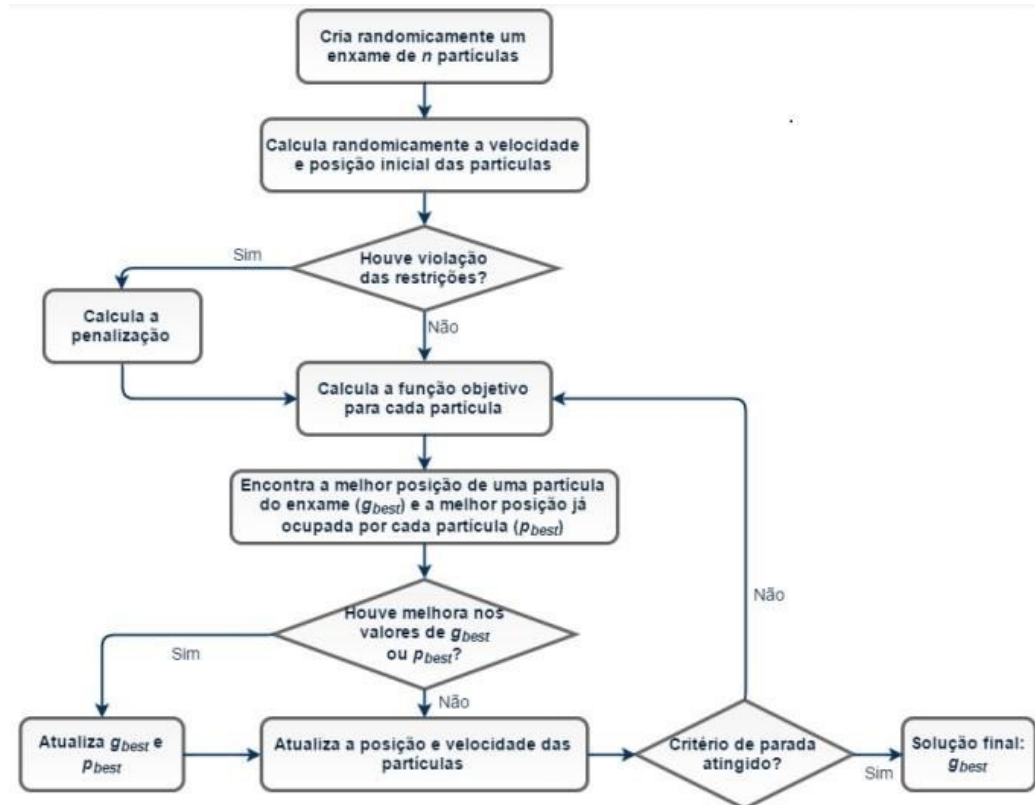 Cria randomicamente um
enxame de n partículas
Calcula randomicamente a velocidade
e posição inicial das partículas
Sim
Houve violação
das restrições?
Calcula a
penalização
Não
Calcula a função objetivo
para cada partícula
Encontra a melhor posição de uma partícula
do enxame (gbest) e a melhor posição já
ocupada por cada partícula (pbest)
Houve melhora nos
valores de gbest
ou pbest?
Sim
Não
Não
Atualiza gbest e
pbest
Atualiza a posição e velocidade das
partículas
Critério de parada
atingido?
Sim
Solução final:
gbest